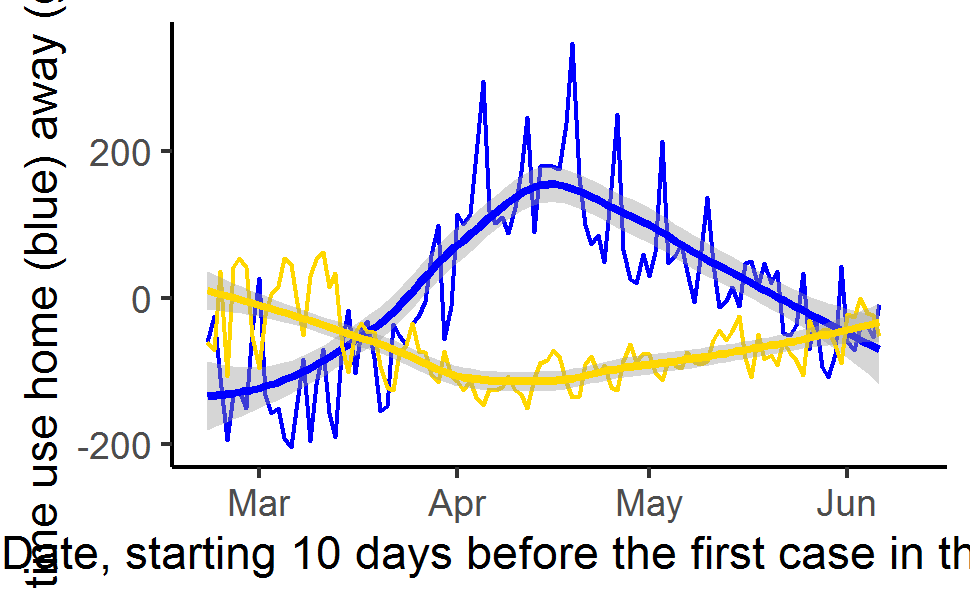 time use home (blue) away (
200
0
-200
Mar Apr May Jun
Date, starting 10 days before the first case in th